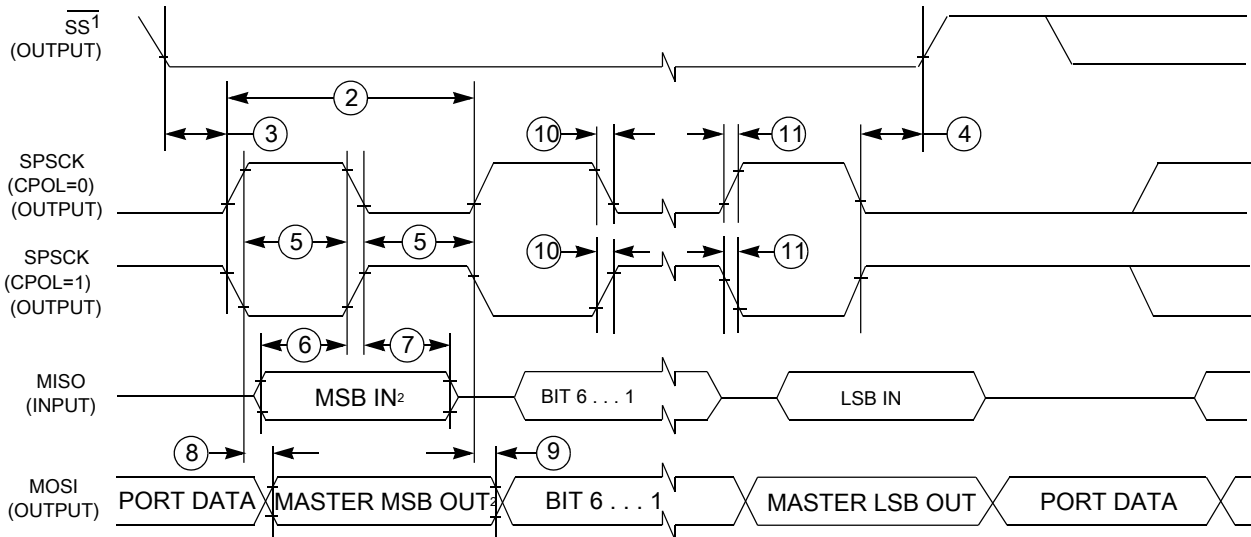 SS1
(OUTPUT)
2
3
10
11
4
SPSCK
(CPOL=0)
(OUTPUT)
5
5
SPSCK
(CPOL=1)
(OUTPUT)
10
11
6
7
MISO
(INPUT)
MSB IN2
BIT 6 . . . 1
LSB IN
8
9
MOSI
(OUTPUT)
PORT DATA
MASTER MSB OUT2
BIT 6 . . . 1
MASTER LSB OUT
PORT DATA